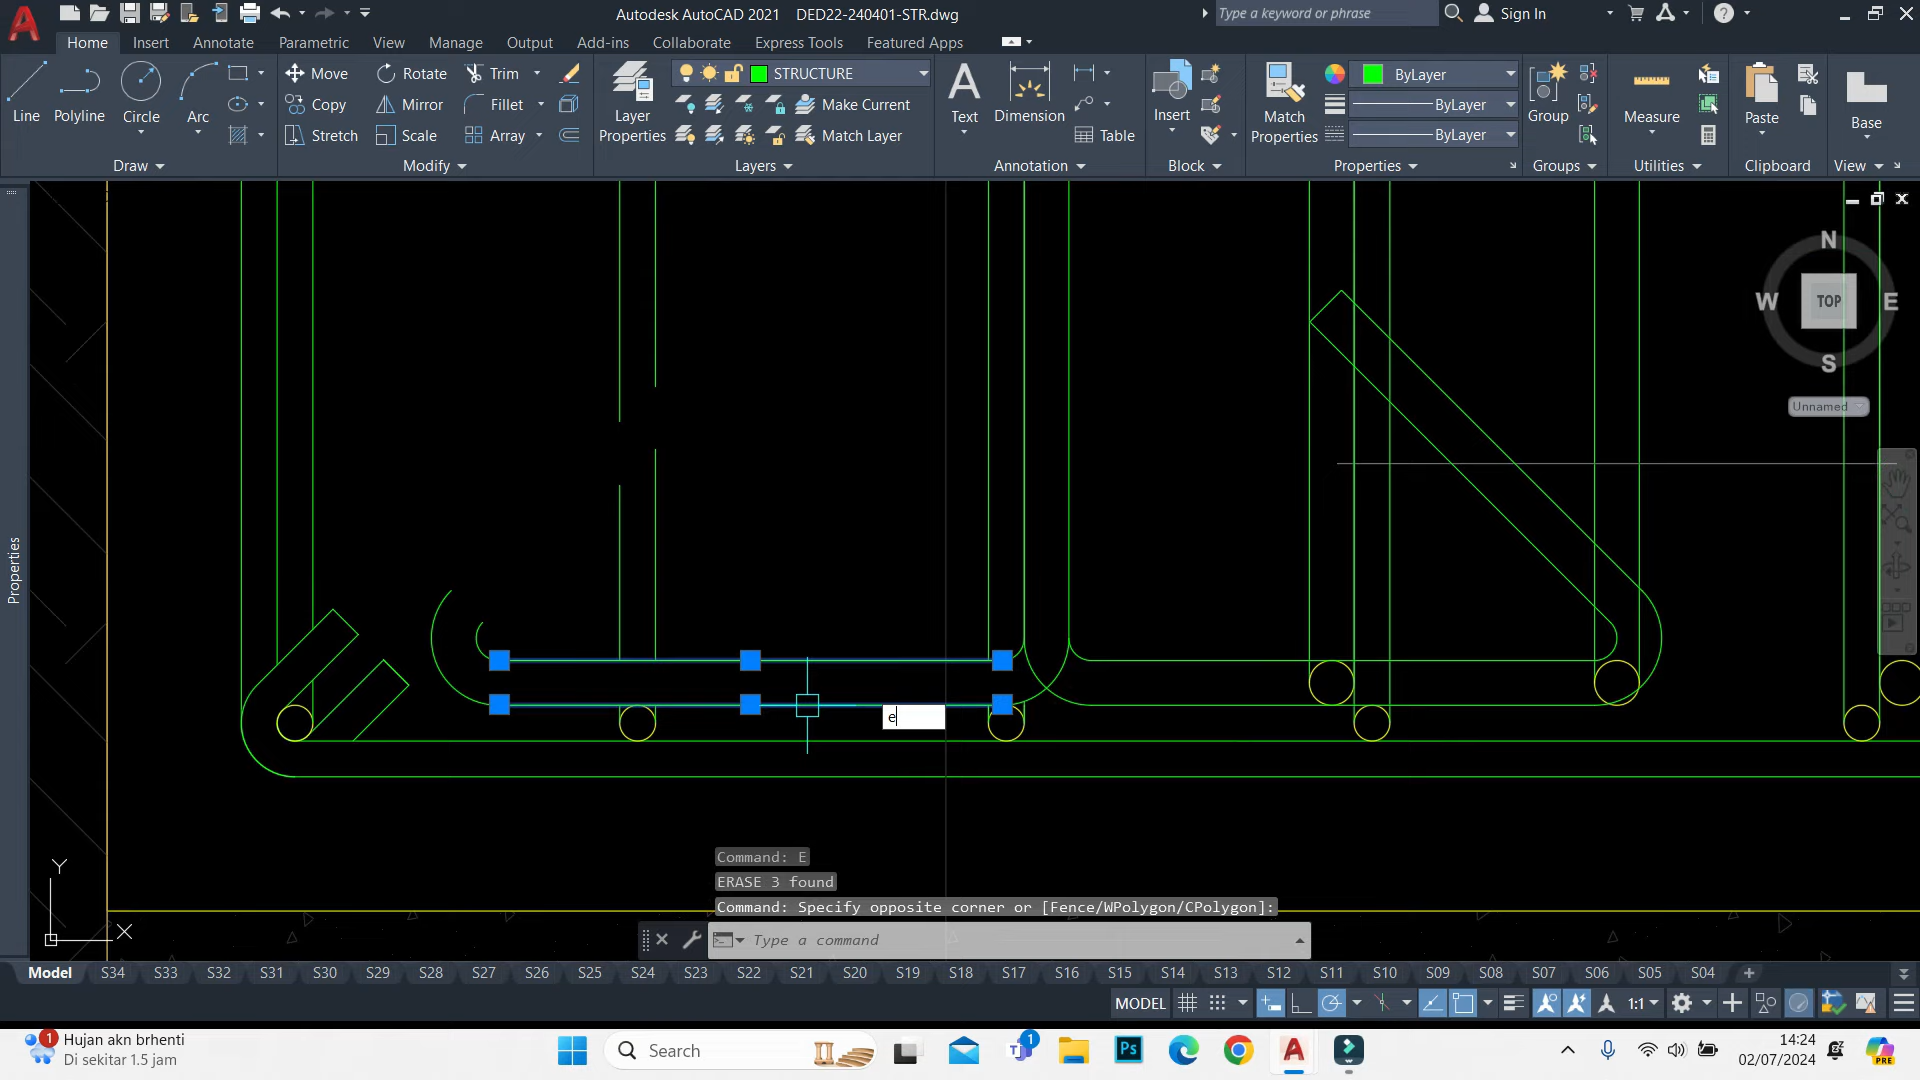 Autodesk AutoCAD 2021 DED22-240401-STR.dwg
Type a keyword or phrase
Sign In
Home Insert Annotate Parametric View Manage Output Add-ins Collaborate Express Tools Featured Apps
Line Polyline Circle Arc
Move Rotate Trim
Copy Mirror Fillet
Stretch Scale Array
Layer Properties
STRUCTURE
Make Current
Match Layer
Text Dimension Table
Insert
Match Properties
ByLayer
ByLayer
ByLayer
Group Measure Paste Base
Draw Modify Layers Annotation Block Properties Groups Utilities Clipboard View
N
W TOP E
S
Unnamed
Properties
e
Y
X
Command: E
ERASE 3 found
Command: Specify opposite corner or [Fence/WPolygon/CPolygon]:
Type a command
Model S34 S33 S32 S31 S30 S29 S28 S27 S26 S25 S24 S23 S22 S21 S20 S19 S18 S17 S16 S15 S14 S13 S12 S11 S10 S09 S08 S07 S06 S05 S04
MODEL 1:1
1 Hujan akn brhenti
Di sekitar 1.5 jam
Search
1
Ps
PRE
14:24
02/07/2024